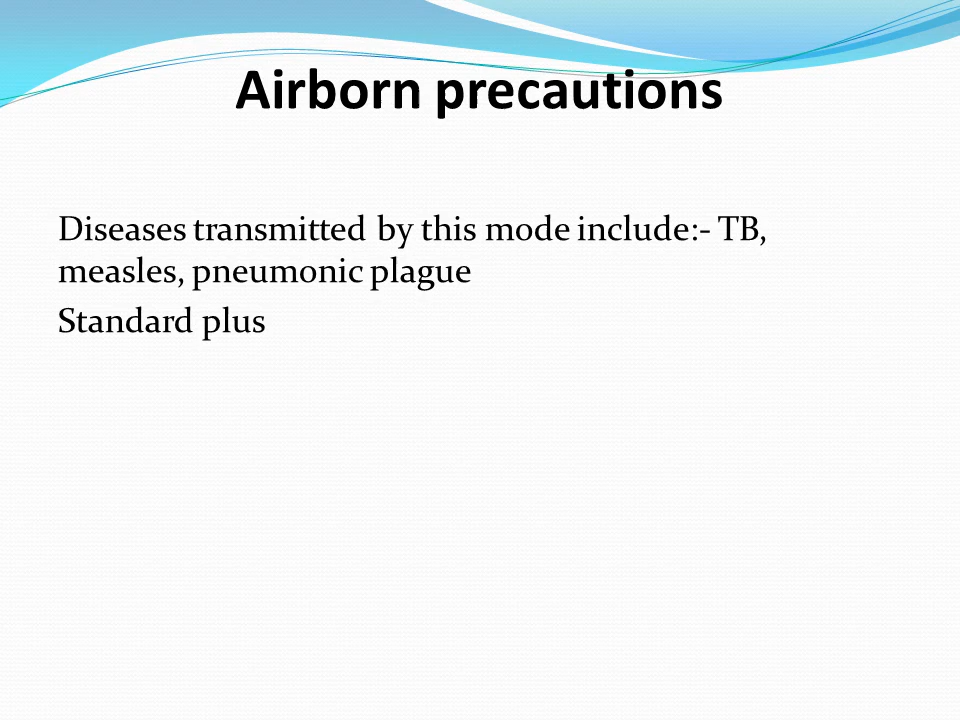 Airborn precautions
Diseases transmitted by this mode include:- TB,
measles, pneumonic plague
Standard plus